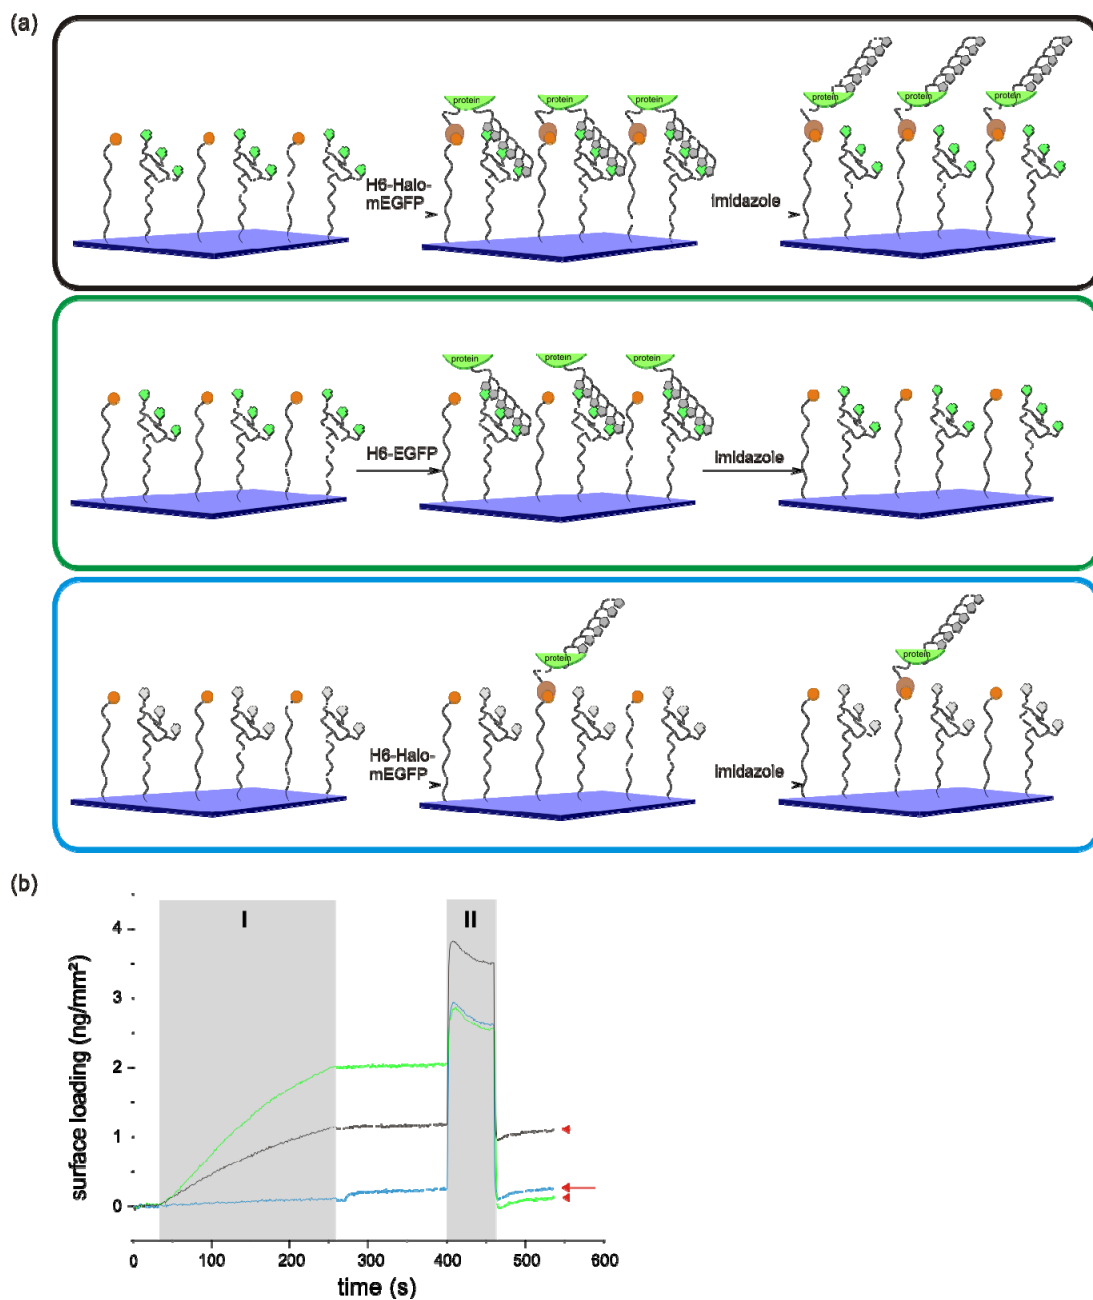 (a)
protein protein protein
protein protein protein
H6-Halo-
mEGFP
Imidazole
protein protein protein
H6-EGFP
Imidazole
protein
protein
H6-Halo-
mEGFP
Imidazole
(b)
I
II
surface loading (ng/mm²)
4
3
2
1
0
0 100 200 300 400 500 600
time (s)